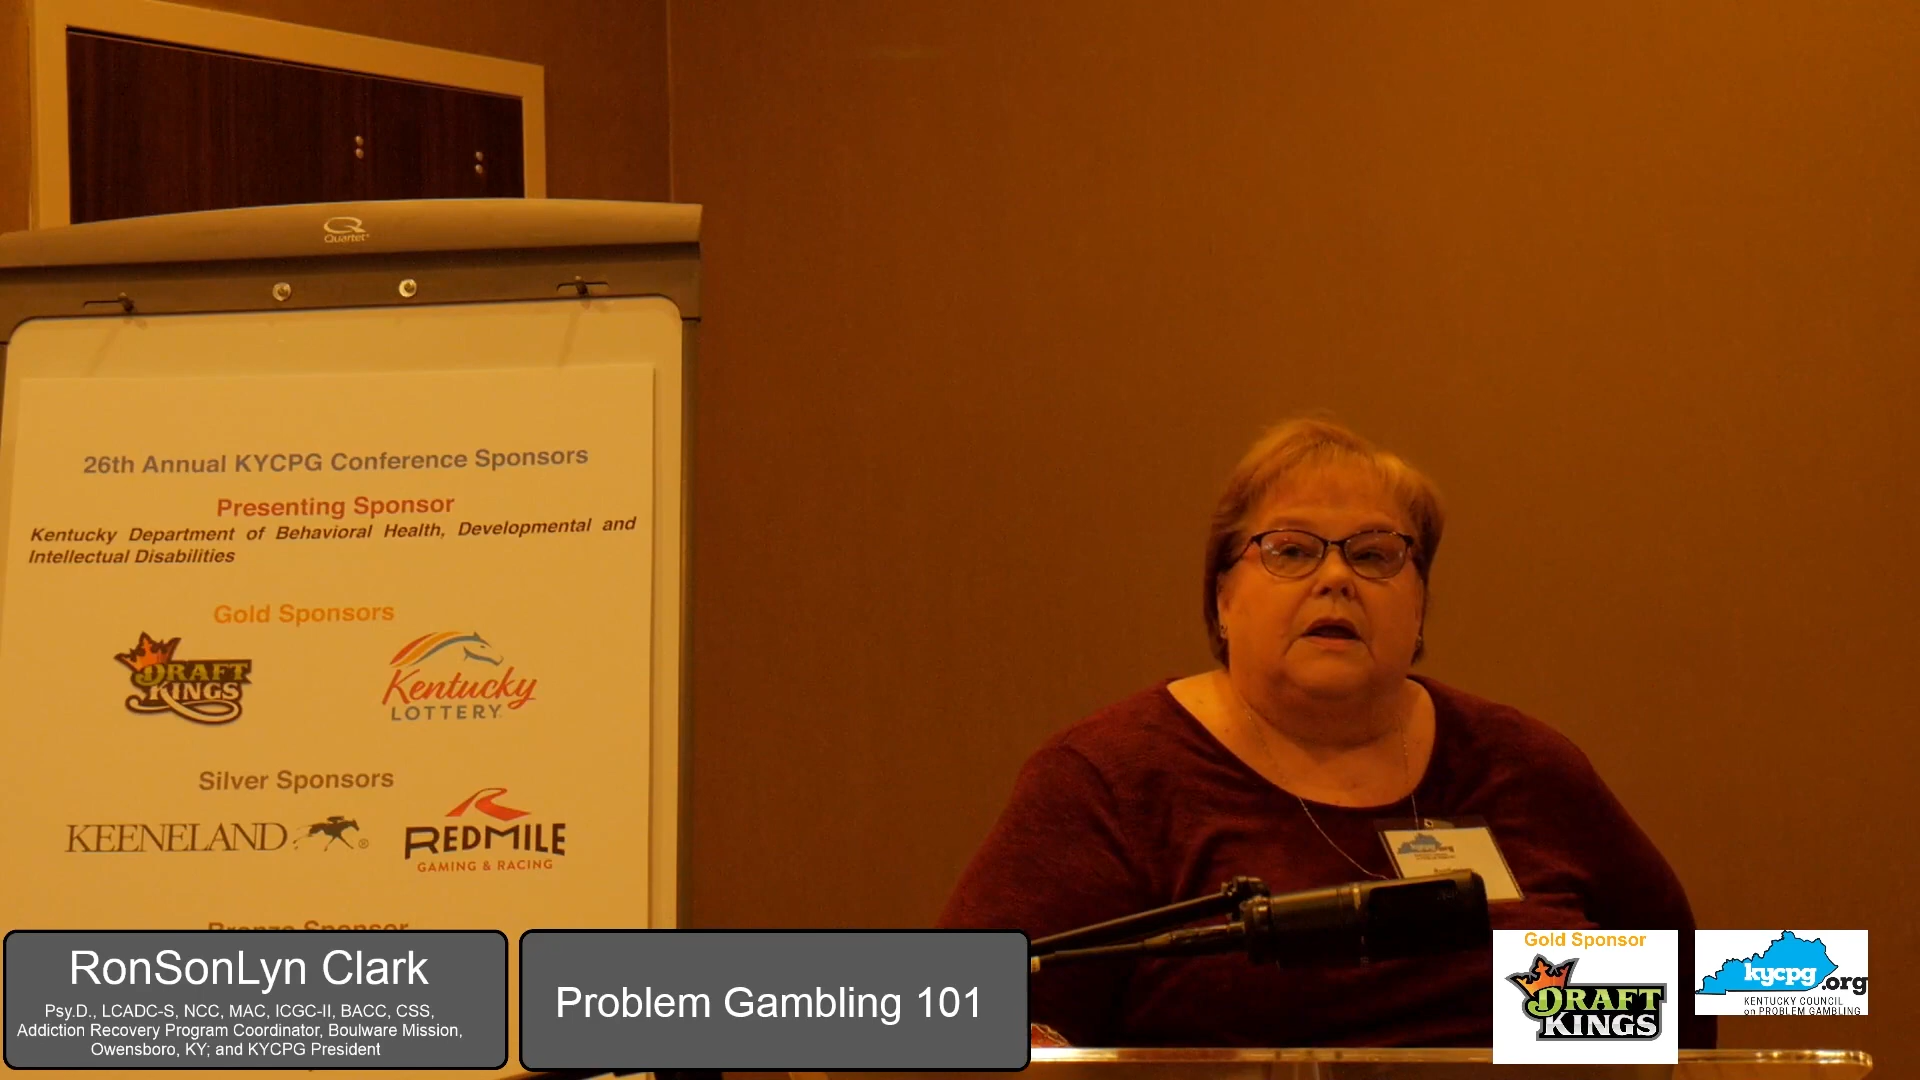 Quartet
26th Annual KYCPG Conference Sponsors
Presenting Sponsor
Kentucky Department of Behavioral Health, Developmental and
Intellectual Disabilities
Gold Sponsors
DRAFT
KINGS
Kentucky
LOTTERY
Silver Sponsors
KEENELAND ®
REDMILE
GAMING & RACING
Bronze Sponsor
RonSonLyn Clark
Psy.D., LCADC-S, NCC, MAC, ICGC-II, BACC, CSS,
Addiction Recovery Program Coordinator, Boulware Mission,
Owensboro, KY; and KYCPG President
Problem Gambling 101
Gold Sponsor
DRAFT
KINGS
kycpg.org
KENTUCKY COUNCIL
on PROBLEM GAMBLING